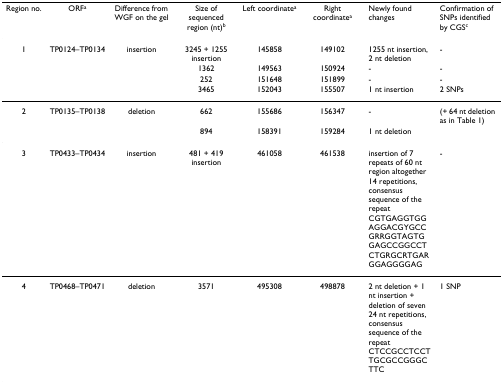 Region no. ORFa Difference from WGF on the gel Size of sequenced region (nt)b Left coordinatea Right coordinatea Newly found changes Confirmation of SNPs identified by CGSc
1 TP0124–TP0134 insertion 3245 + 1255 insertion 145858 149102 1255 nt insertion, 2 nt deletion -
1362 149563 150924 - -
252 151648 151899 - -
3465 152043 155507 1 nt insertion 2 SNPs
2 TP0135–TP0138 deletion 662 155686 156347 - (+ 64 nt deletion as in Table 1)
894 158391 159284 1 nt deletion
3 TP0433–TP0434 insertion 481 + 419 insertion 461058 461538 insertion of 7 -
repeats of 60 nt
region altogether
14 repetitions,
consensus
sequence of the
repeat
CGTGAGGTGG
AGGACGYGCC
GRRGGTAGTG
GAGCCGGCCT
CTGRGCRTGAR
GGAGGGGAG
4 TP0468–TP0471 deletion 3571 495308 498878 2 nt deletion + 1 1 SNP
nt insertion +
deletion of seven
24 nt repetitions,
consensus
sequence of the
repeat
CTCCGCCTCCT
TGCGCCGGGC
TTC